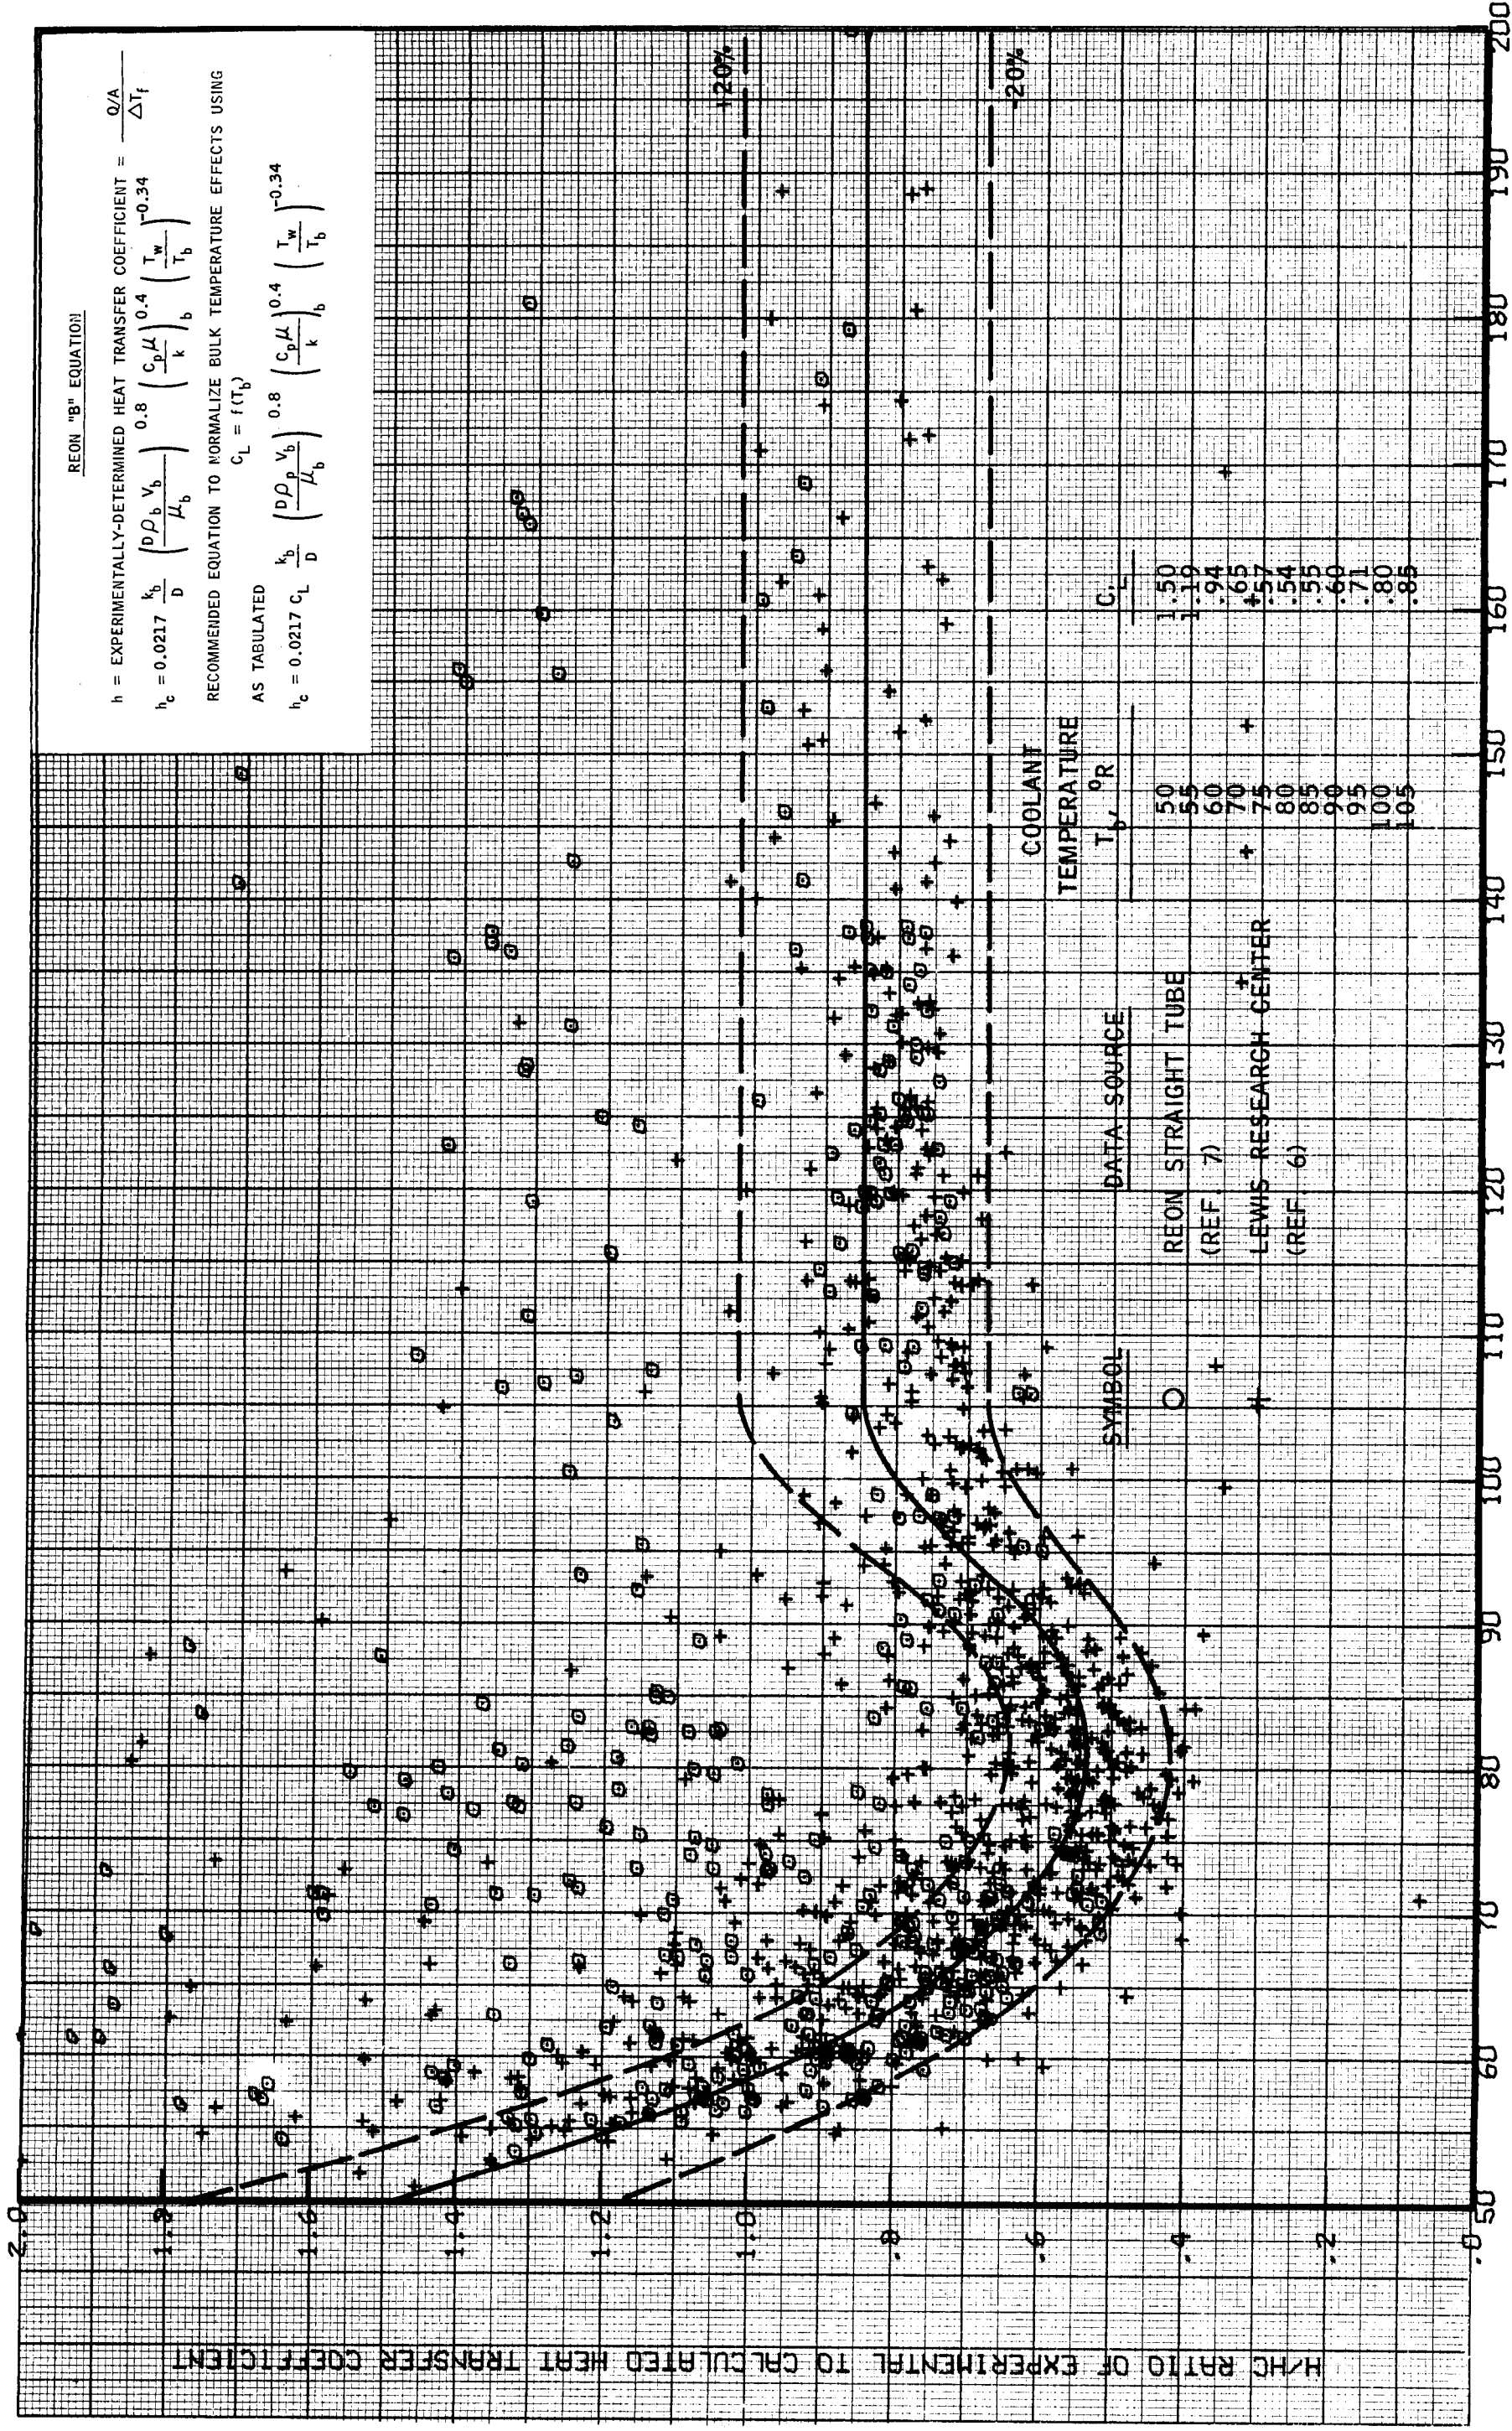 REON "B" EQUATION
h = EXPERIMENTALLY-DETERMINED HEAT TRANSFER COEFFICIENT = Q/A / ΔT_f
h_c = 0.0217 k_b/D (Dρ_b V_b/μ_b)^0.8 (C_p μ/k)_b^0.4 (T_w/T_b)^-0.34
RECOMMENDED EQUATION TO NORMALIZE BULK TEMPERATURE EFFECTS USING
C_L = f(T_b)
AS TABULATED
h_c = 0.0217 C_L k_b/D (Dρ_p V_b/μ_b)^0.8 (C_p μ/k)_b^0.4 (T_w/T_b)^-0.34
+20%
-20%
H/HC RATIO OF EXPERIMENTAL TO CALCULATED HEAT TRANSFER COEFFICIENT
2.0
1.8
1.6
1.4
1.2
1.0
.8
.6
.4
.2
.0
SYMBOL DATA SOURCE
REON STRAIGHT TUBE
(REF. 7)
LEWIS RESEARCH CENTER
(REF. 6)
COOLANT
TEMPERATURE
T_b, °R C_L
50 1.50
55 1.19
60 .94
70 .65
75 .57
80 .54
85 .55
90 .60
95 .71
100 .80
105 .85
50 60 70 80 90 100 110 120 130 140 150 160 170 180 190 200